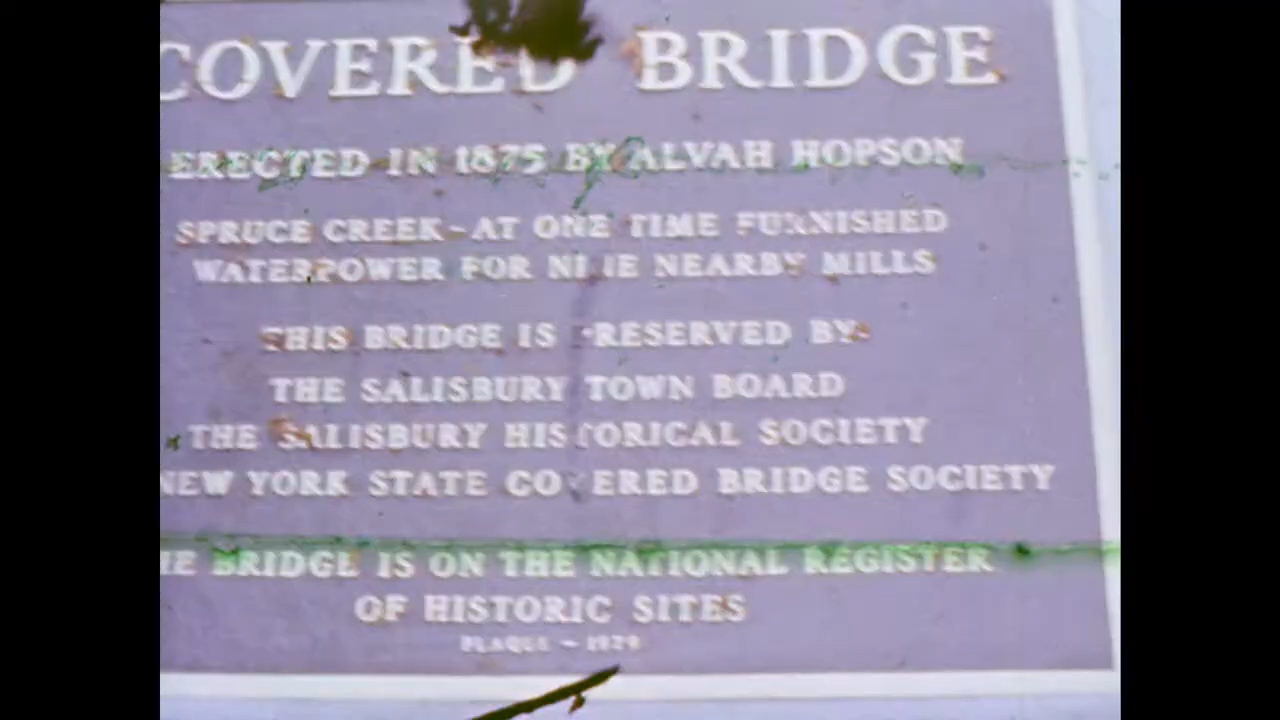 COVERED BRIDGE
ERECTED IN 1875 BY ALVAH HOPSON
SPRUCE CREEK - AT ONE TIME FURNISHED
WATERPOWER FOR NINE NEARBY MILLS
THIS BRIDGE IS PRESERVED BY
THE SALISBURY TOWN BOARD
THE SALISBURY HISTORICAL SOCIETY
NEW YORK STATE COVERED BRIDGE SOCIETY
HE BRIDGE IS ON THE NATIONAL REGISTER
OF HISTORIC SITES
PLAQUE - 1979